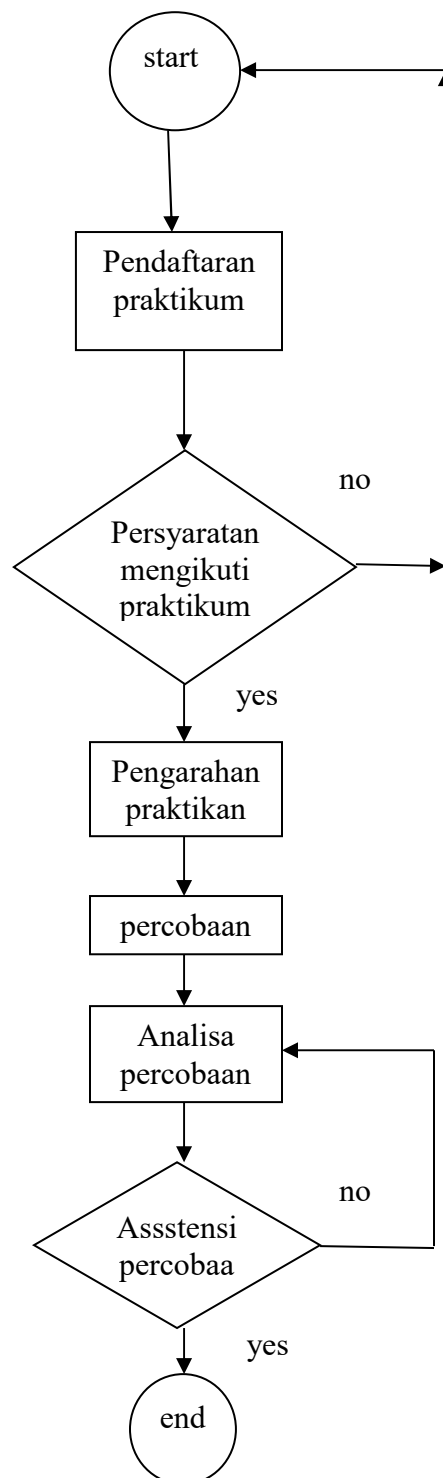 start
Pendaftaran
praktikum
no
Persyaratan
mengikuti
praktikum
yes
Pengarahan
praktikan
percobaan
Analisa
percobaan
no
Assstensi
percobaa
yes
end